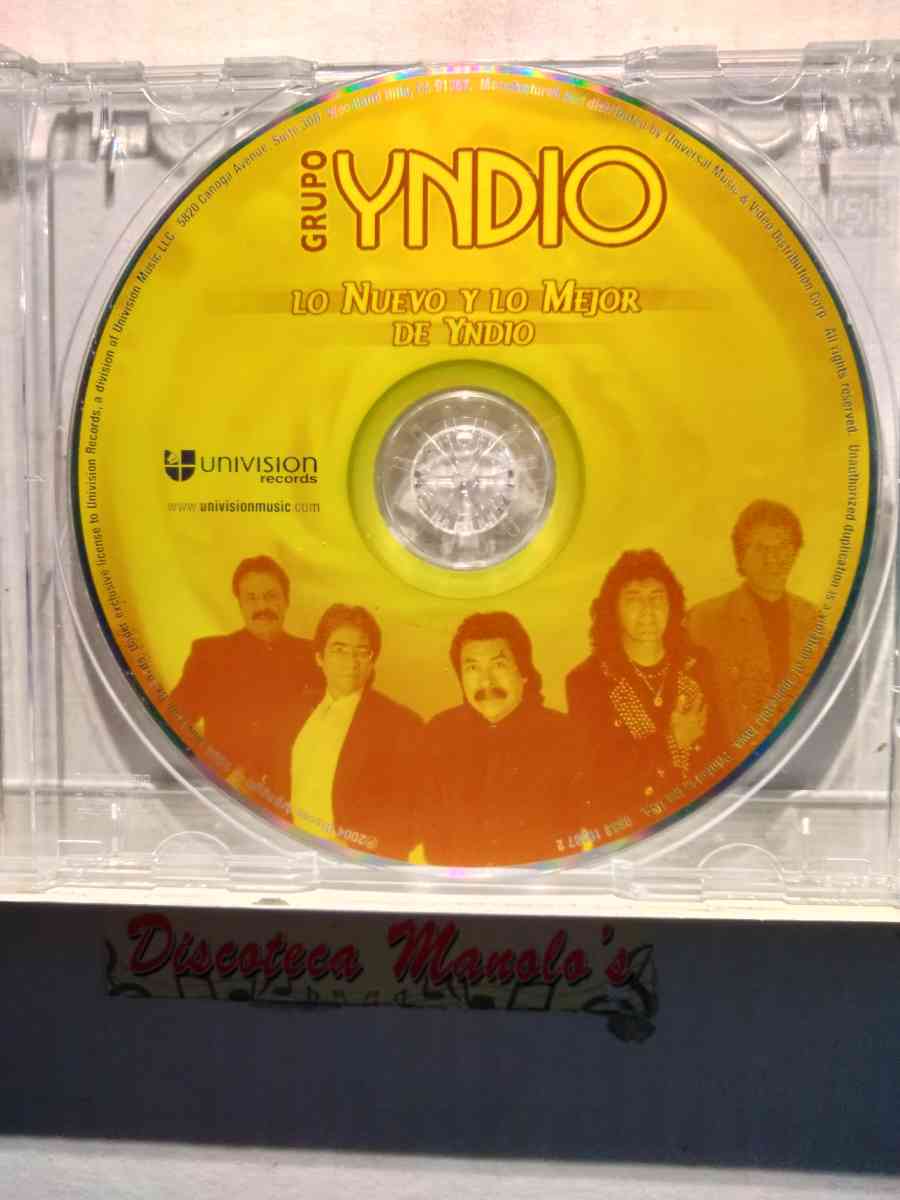 GRUPO
YNDIO
LO NUEVO Y LO MEJOR
DE YNDIO
UNIVISION
records
www.univisionmusic.com
exclusive license to Univision Records, a division of Univision Music LLC 5820 Canoga Avenue, Suite 300 Woodland Hills, CA 91367. Manufactured and distributed by Universal Music & Video Distribution Corp. All rights reserved. Unauthorized duplication is a violation of applicable laws.
Discoteca Manolo's